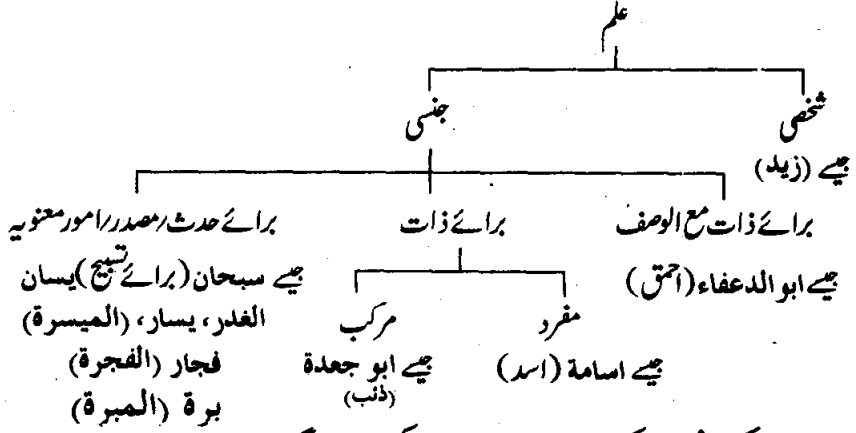 علم
شخصی
جنسی
جیسے (زید)
برائے ذات مع الوصف
برائے ذات
برائے حدث/مصدر/امور معنویہ
جیسے ابو الدعفاء (احمق)
جیسے سبحان (برائے تسبیح) یسان
مفرد
مرکب
الغدر، یسار، (المیسرة)
جیسے اسامة (اسد)
جیسے ابو جعدة
فجار (الفجرة)
(ذئب)
برة (المبرة)